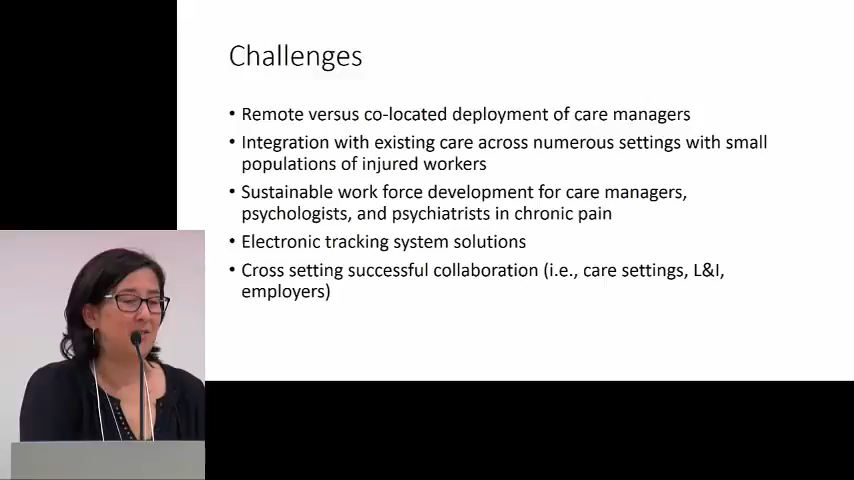 Challenges
• Remote versus co-located deployment of care managers
• Integration with existing care across numerous settings with small
populations of injured workers
• Sustainable work force development for care managers,
psychologists, and psychiatrists in chronic pain
• Electronic tracking system solutions
• Cross setting successful collaboration (i.e., care settings, L&I,
employers)